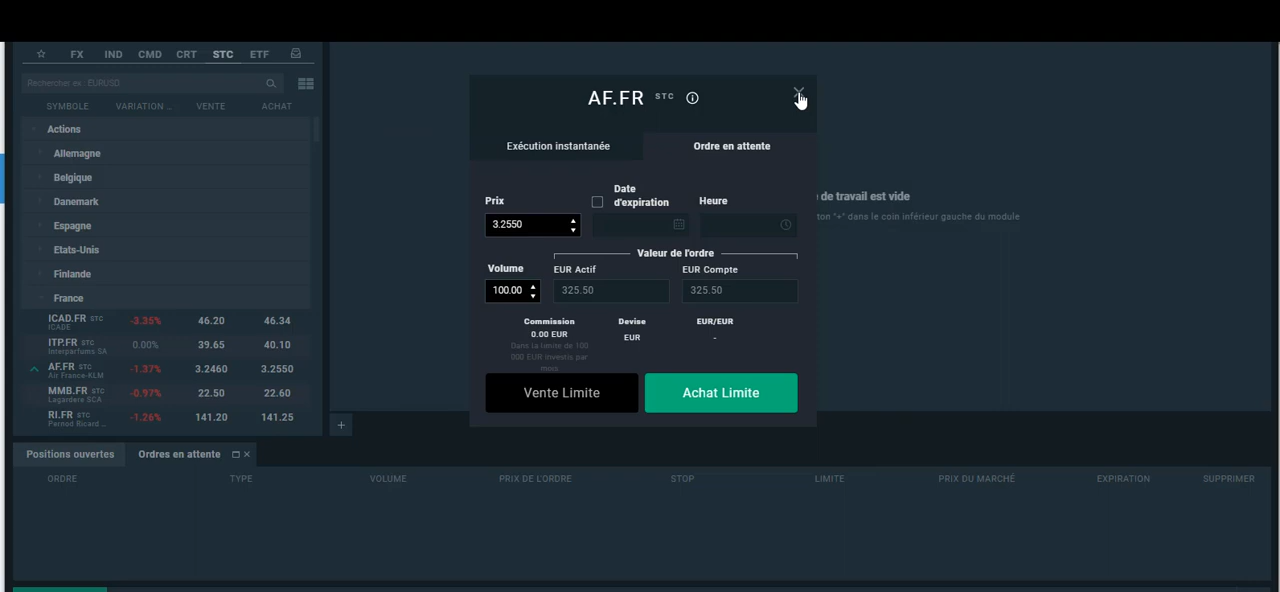 FX IND CMD CRT STC ETF
Rechercher ex.: EURUSD
SYMBOLE VARIATION ... VENTE ACHAT
Actions
Allemagne
Belgique
Danemark
Espagne
Etats-Unis
Finlande
France
ICAD.FR STC -3.35% 46.20 46.34
ICADE
ITP.FR STC 0.00% 39.65 40.10
Interparfums SA
AF.FR STC -1.37% 3.2460 3.2550
Air France-KLM
MMB.FR STC -0.97% 22.50 22.60
Lagardere SCA
RI.FR STC -1.26% 141.20 141.25
Pernod Ricard ...
AF.FR STC
Exécution instantanée Ordre en attente
Prix
Date
d'expiration
Heure
3.2550
Valeur de l'ordre
Volume EUR Actif EUR Compte
100.00 325.50 325.50
Commission Devise EUR/EUR
0.00 EUR EUR -
Dans la limite de 100
000 EUR investis par
mois
Vente Limite Achat Limite
de travail est vide
ton "+" dans le coin inférieur gauche du module
+
Positions ouvertes Ordres en attente
ORDRE TYPE VOLUME PRIX DE L'ORDRE STOP LIMITE PRIX DU MARCHÉ EXPIRATION SUPPRIMER